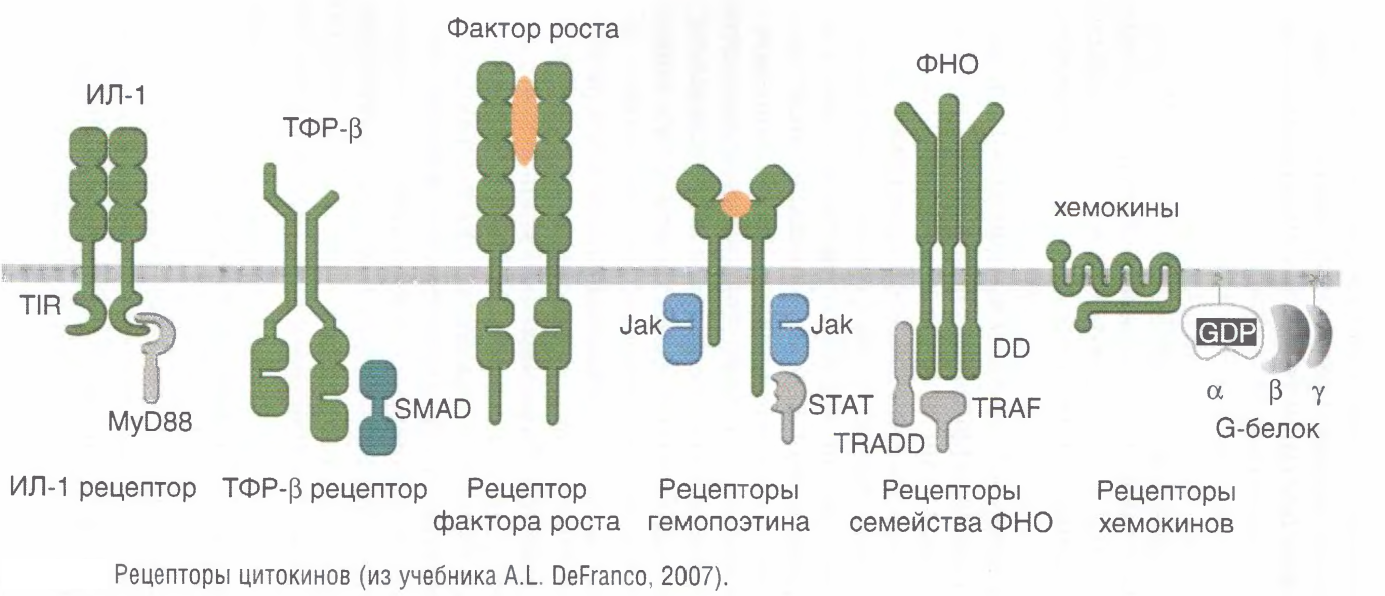 Фактор роста
ИЛ-1
ТФР-β
ФНО
хемокины
TIR
MyD88
SMAD
Jak
Jak
STAT
DD
TRAF
TRADD
GDP
α
β
γ
G-белок
ИЛ-1 рецептор
ТФР-β рецептор
Рецептор
фактора роста
Рецепторы
гемопоэтина
Рецепторы
семейства ФНО
Рецепторы
хемокинов
Рецепторы цитокинов (из учебника A.L. DeFranco, 2007).